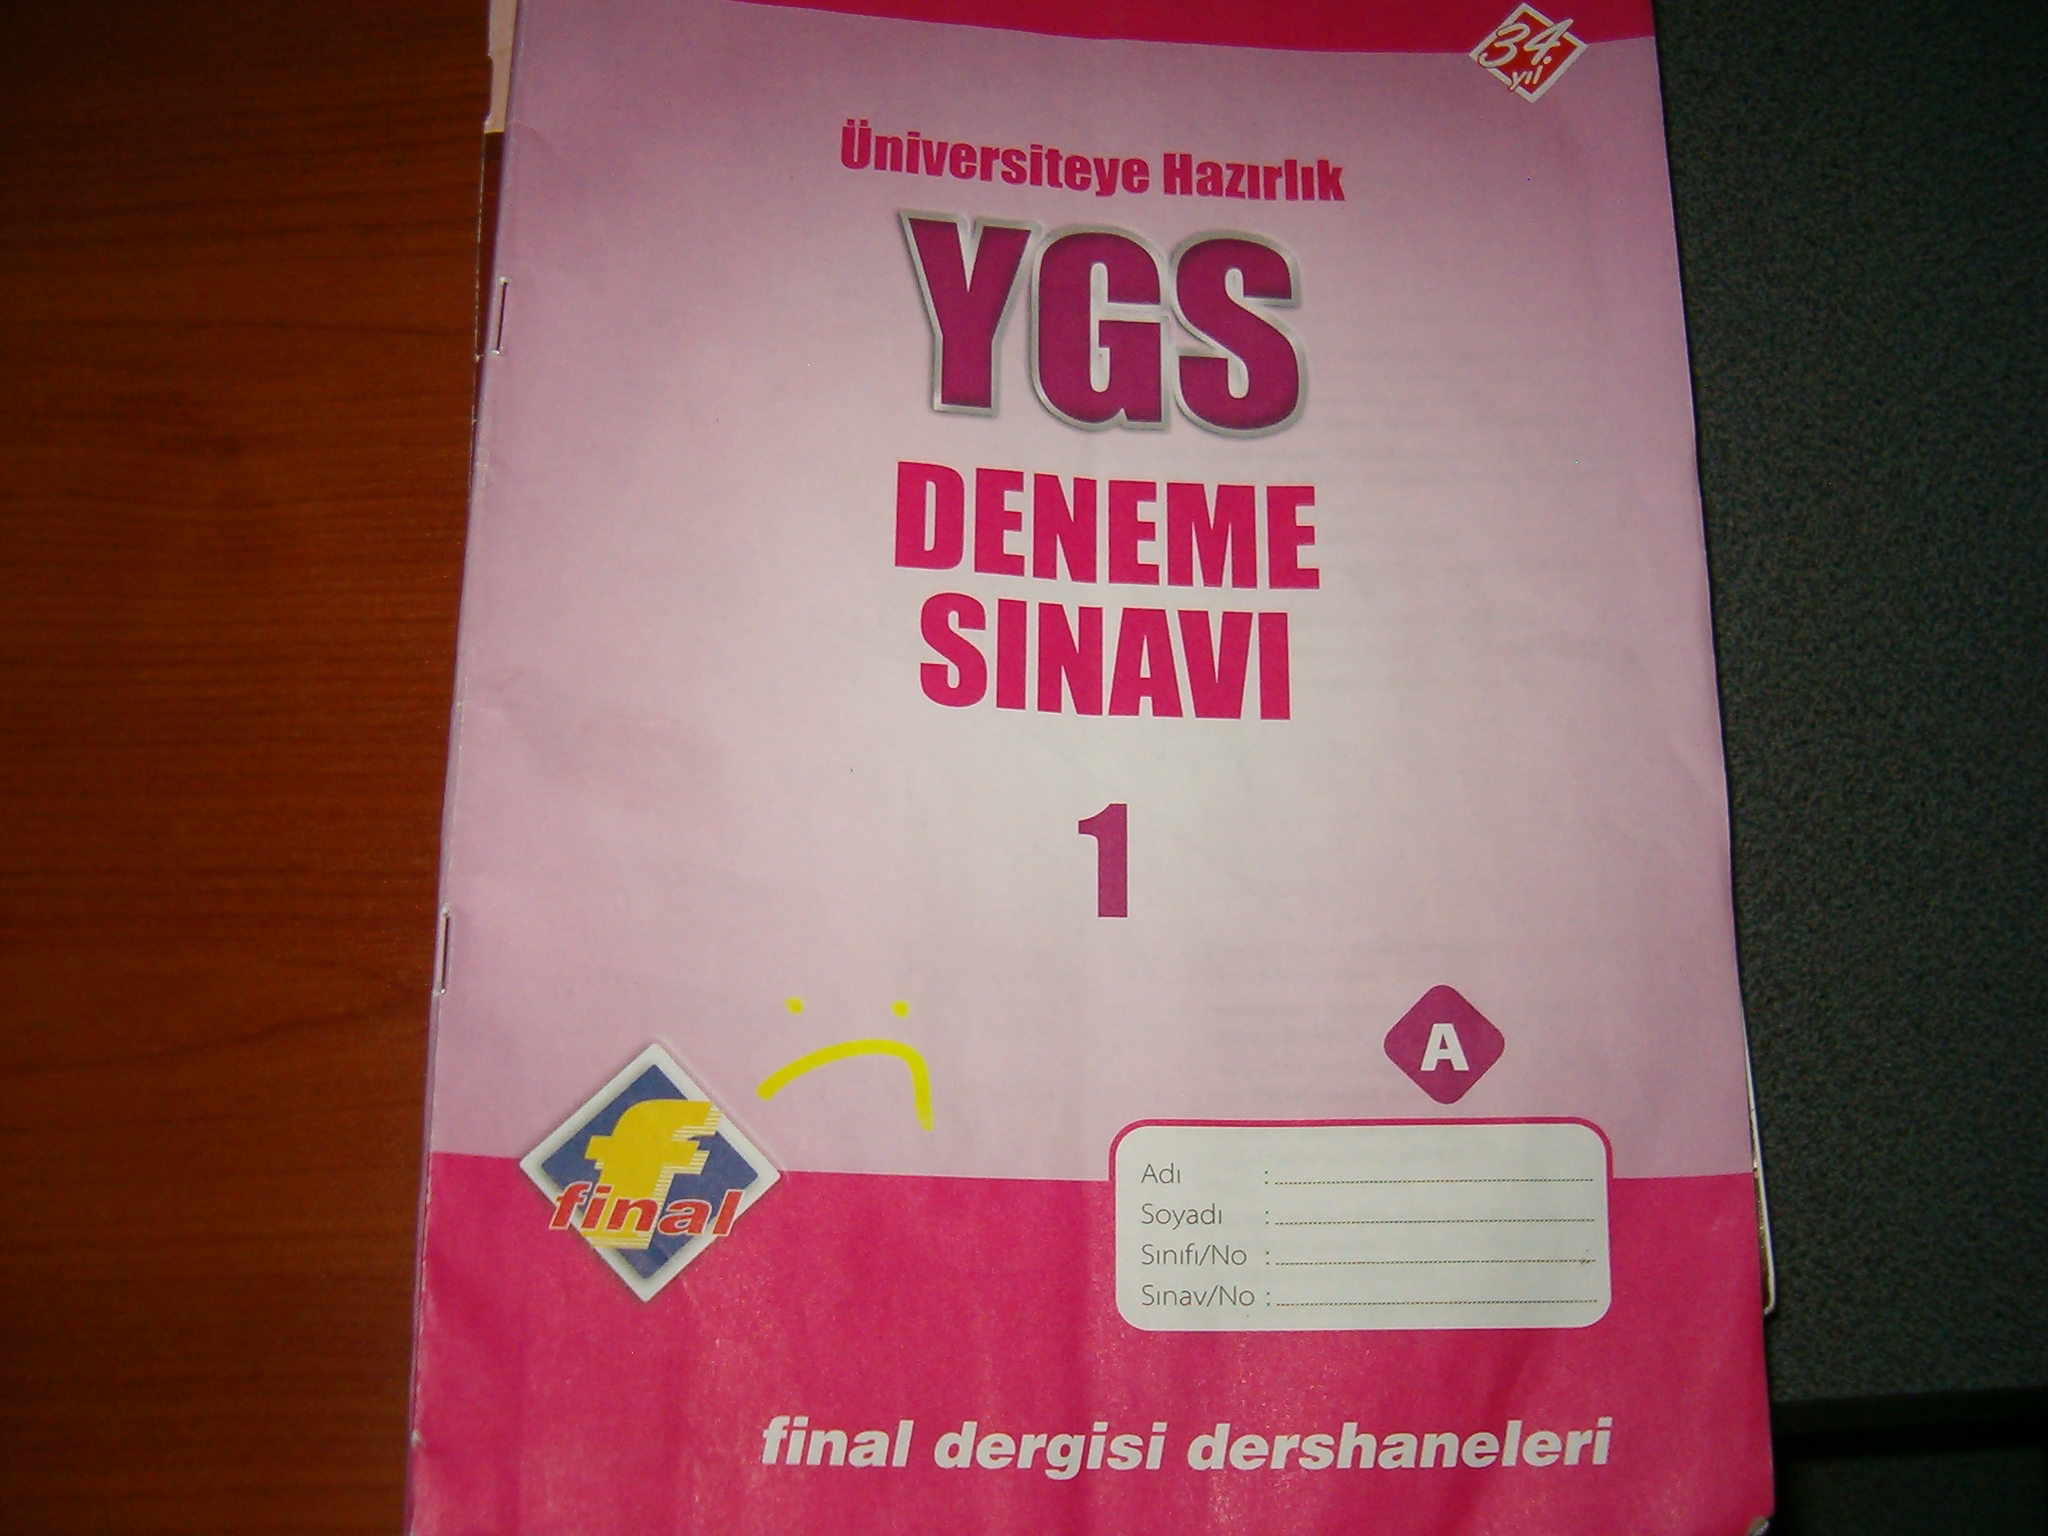 34.
yıl
Üniversiteye Hazırlık
YGS
DENEME
SINAVI
1
A
f
final
Adı :
Soyadı :
Sınıfı/No :
Sınav/No :
final dergisi dershaneleri